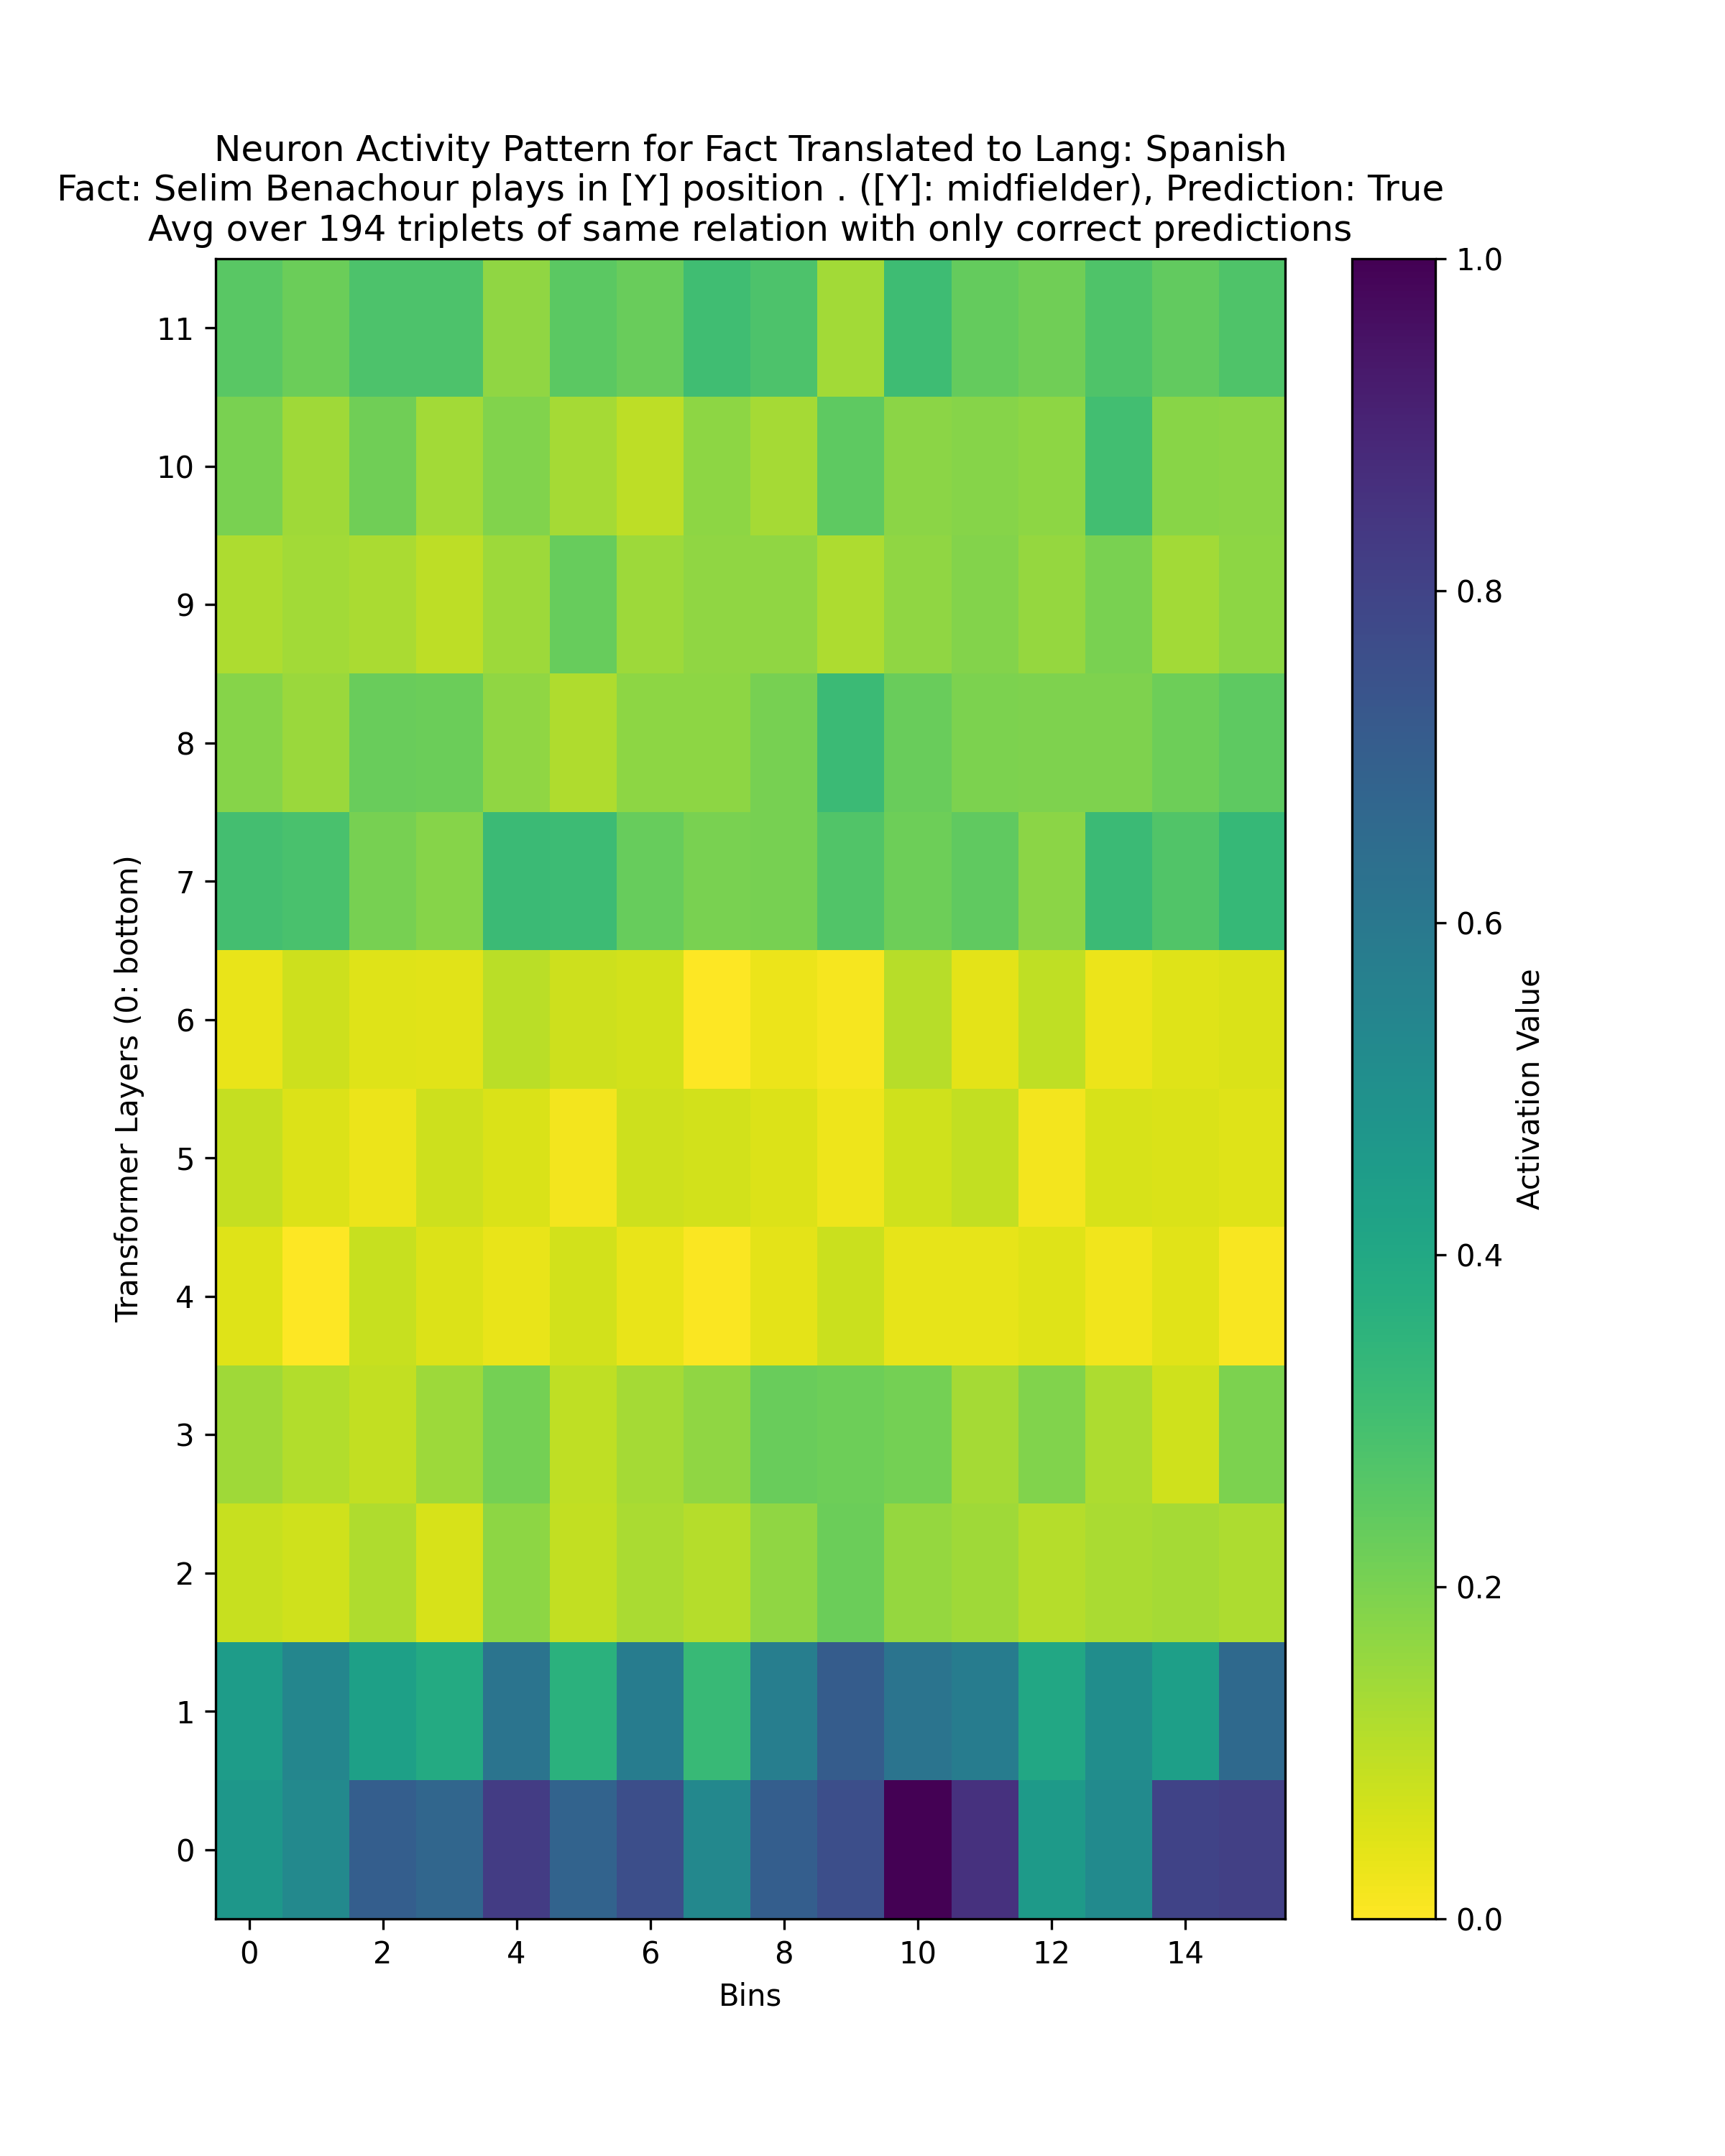 Neuron Activity Pattern for Fact Translated to Lang: Spanish
Fact: Selim Benachour plays in [Y] position . ([Y]: midfielder), Prediction: True
Avg over 194 triplets of same relation with only correct predictions
Transformer Layers (0: bottom)
11
10
9
8
7
6
5
4
3
2
1
0
0 2 4 6 8 10 12 14
Bins
1.0
0.8
0.6
0.4
0.2
0.0
Activation Value